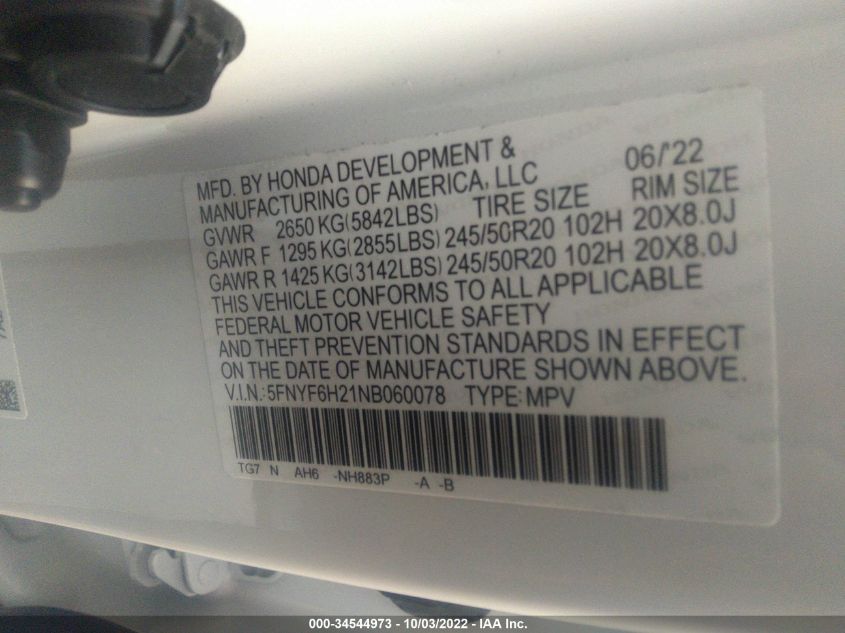 MFD. BY HONDA DEVELOPMENT & 06/'22
MANUFACTURING OF AMERICA, LLC
GVWR 2650 KG(5842LBS) TIRE SIZE RIM SIZE
GAWR F 1295 KG(2855LBS) 245/50R20 102H 20X8.0J
GAWR R 1425 KG(3142LBS) 245/50R20 102H 20X8.0J
THIS VEHICLE CONFORMS TO ALL APPLICABLE
FEDERAL MOTOR VEHICLE SAFETY
AND THEFT PREVENTION STANDARDS IN EFFECT
ON THE DATE OF MANUFACTURE SHOWN ABOVE.
V.I.N.: 5FNYF6H21NB060078 TYPE: MPV
TG7 N AH6 -NH883P -A -B
000-34544973 - 10/03/2022 - IAA Inc.